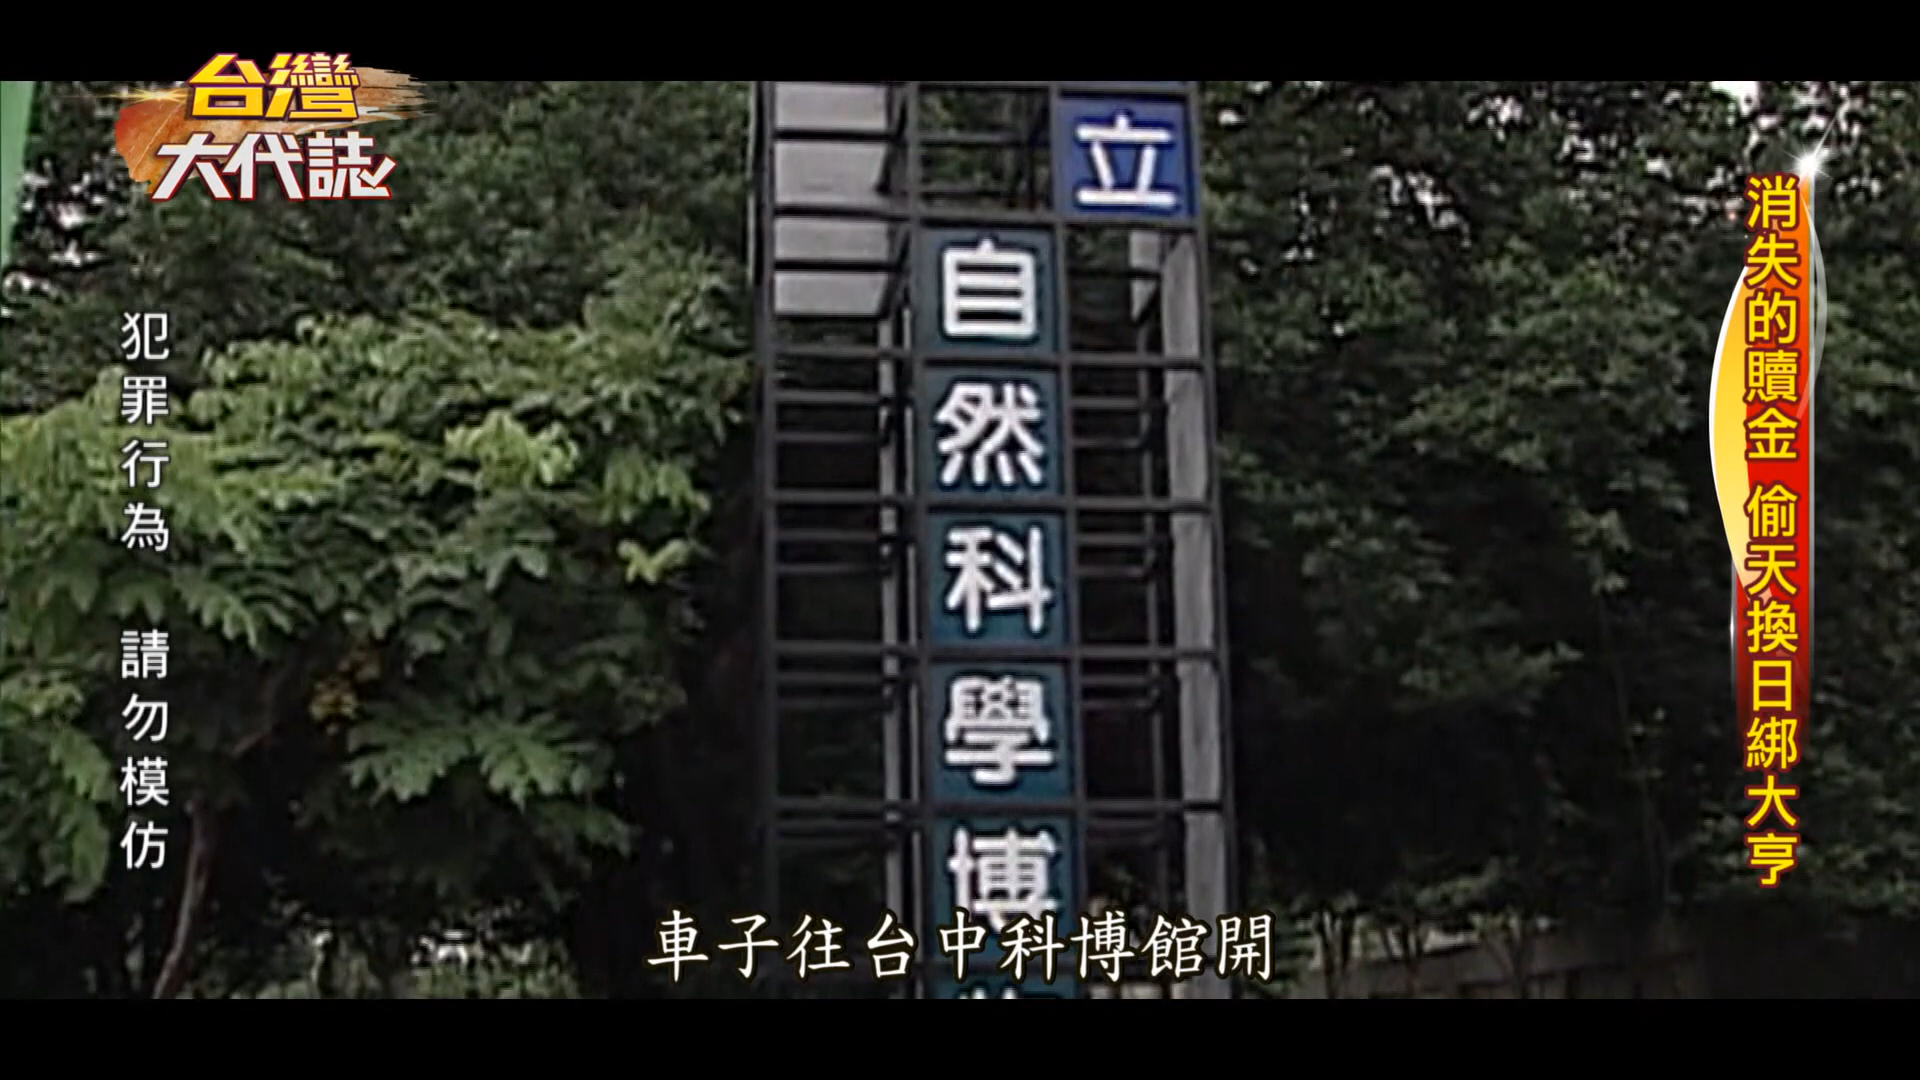 台灣
大代誌
犯罪行為 請勿模仿
立
自然科學博
消失的贖金 偷天換日綁大亨
車子往台中科博館開